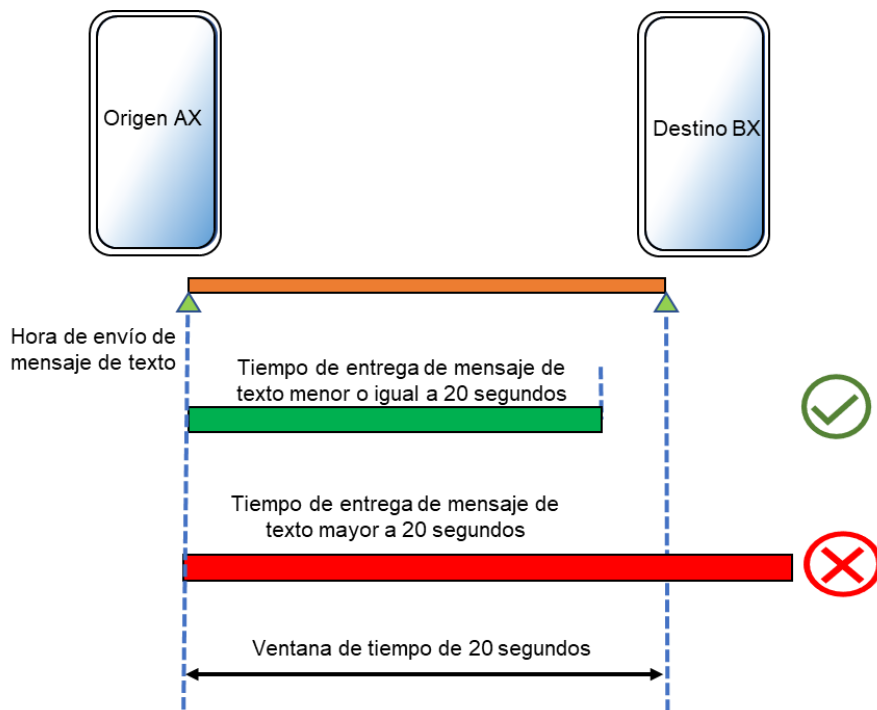 Origen AX
Destino BX
Hora de envío de
mensaje de texto
Tiempo de entrega de mensaje de
texto menor o igual a 20 segundos
Tiempo de entrega de mensaje de
texto mayor a 20 segundos
Ventana de tiempo de 20 segundos